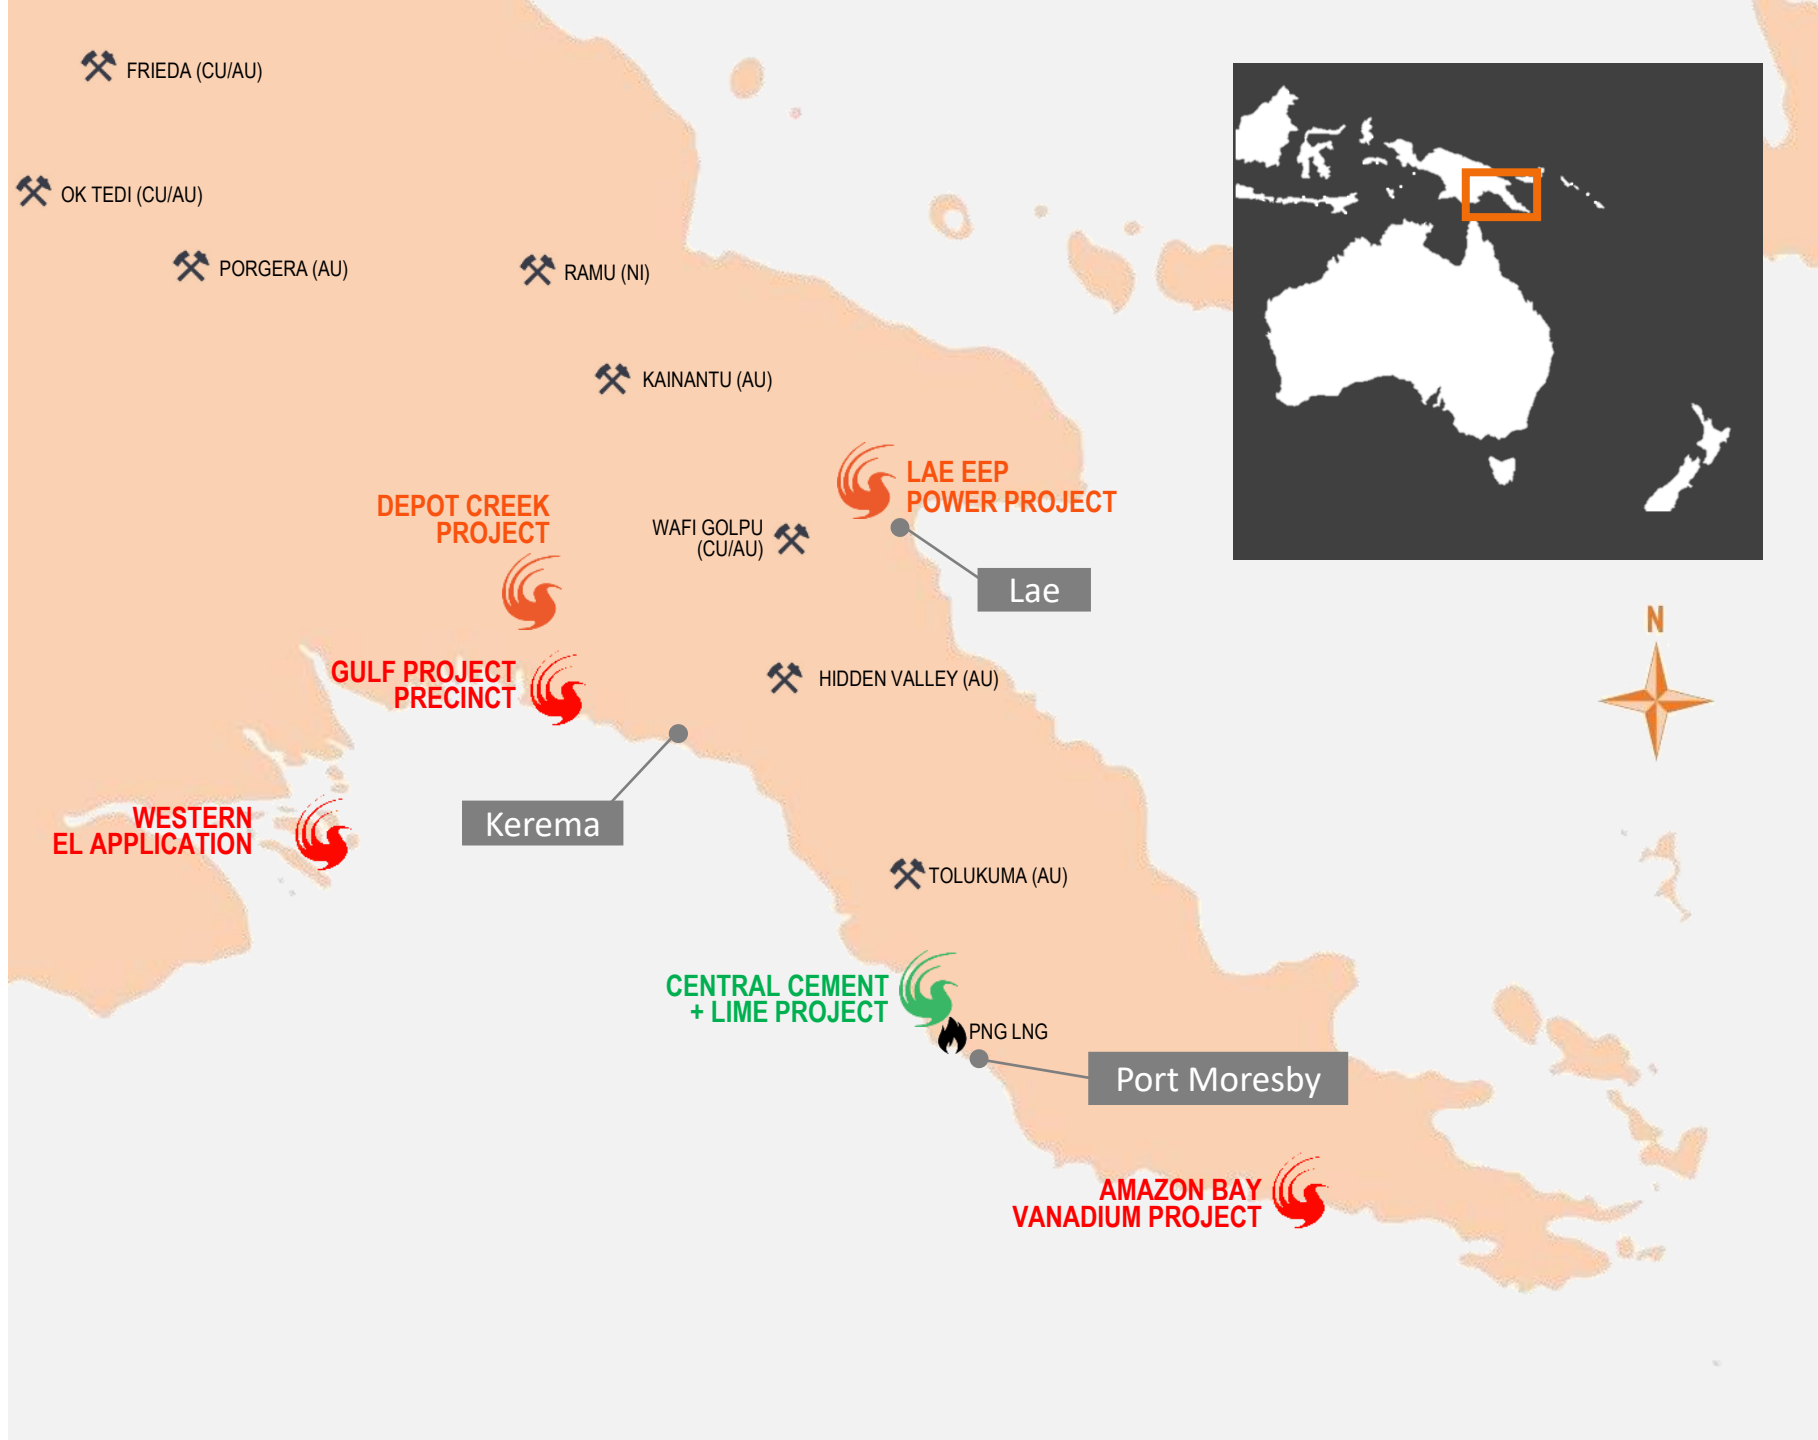 FRIEDA (CU/AU)
OK TEDI (CU/AU)
PORGERA (AU)
RAMU (NI)
KAINANTU (AU)
LAE EEP
POWER PROJECT
DEPOT CREEK
PROJECT
WAFI GOLPU
(CU/AU)
Lae
N
GULF PROJECT
PRECINCT
HIDDEN VALLEY (AU)
WESTERN
EL APPLICATION
Kerema
TOLUKUMA (AU)
CENTRAL CEMENT
+ LIME PROJECT
PNG LNG
Port Moresby
AMAZON BAY
VANADIUM PROJECT